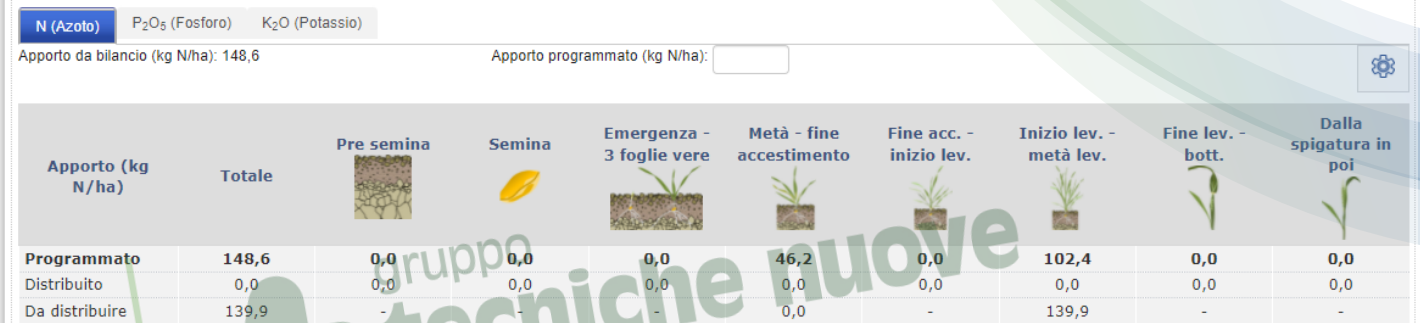 N (Azoto) P₂O₅ (Fosforo) K₂O (Potassio)
Apporto da bilancio (kg N/ha): 148,6 Apporto programmato (kg N/ha):
Apporto (kg N/ha) Totale Pre semina Semina Emergenza - 3 foglie vere Metà - fine accestimento Fine acc. - inizio lev. Inizio lev. - metà lev. Fine lev. - bott. Dalla spigatura in poi
Programmato 148,6 0,0 0,0 0,0 46,2 0,0 102,4 0,0 0,0
Distribuito 0,0 0,0 0,0 0,0 0,0 0,0 0,0 0,0 0,0
Da distribuire 139,9 - - - 0,0 - 139,9 - -
gruppo
tecniche nuove